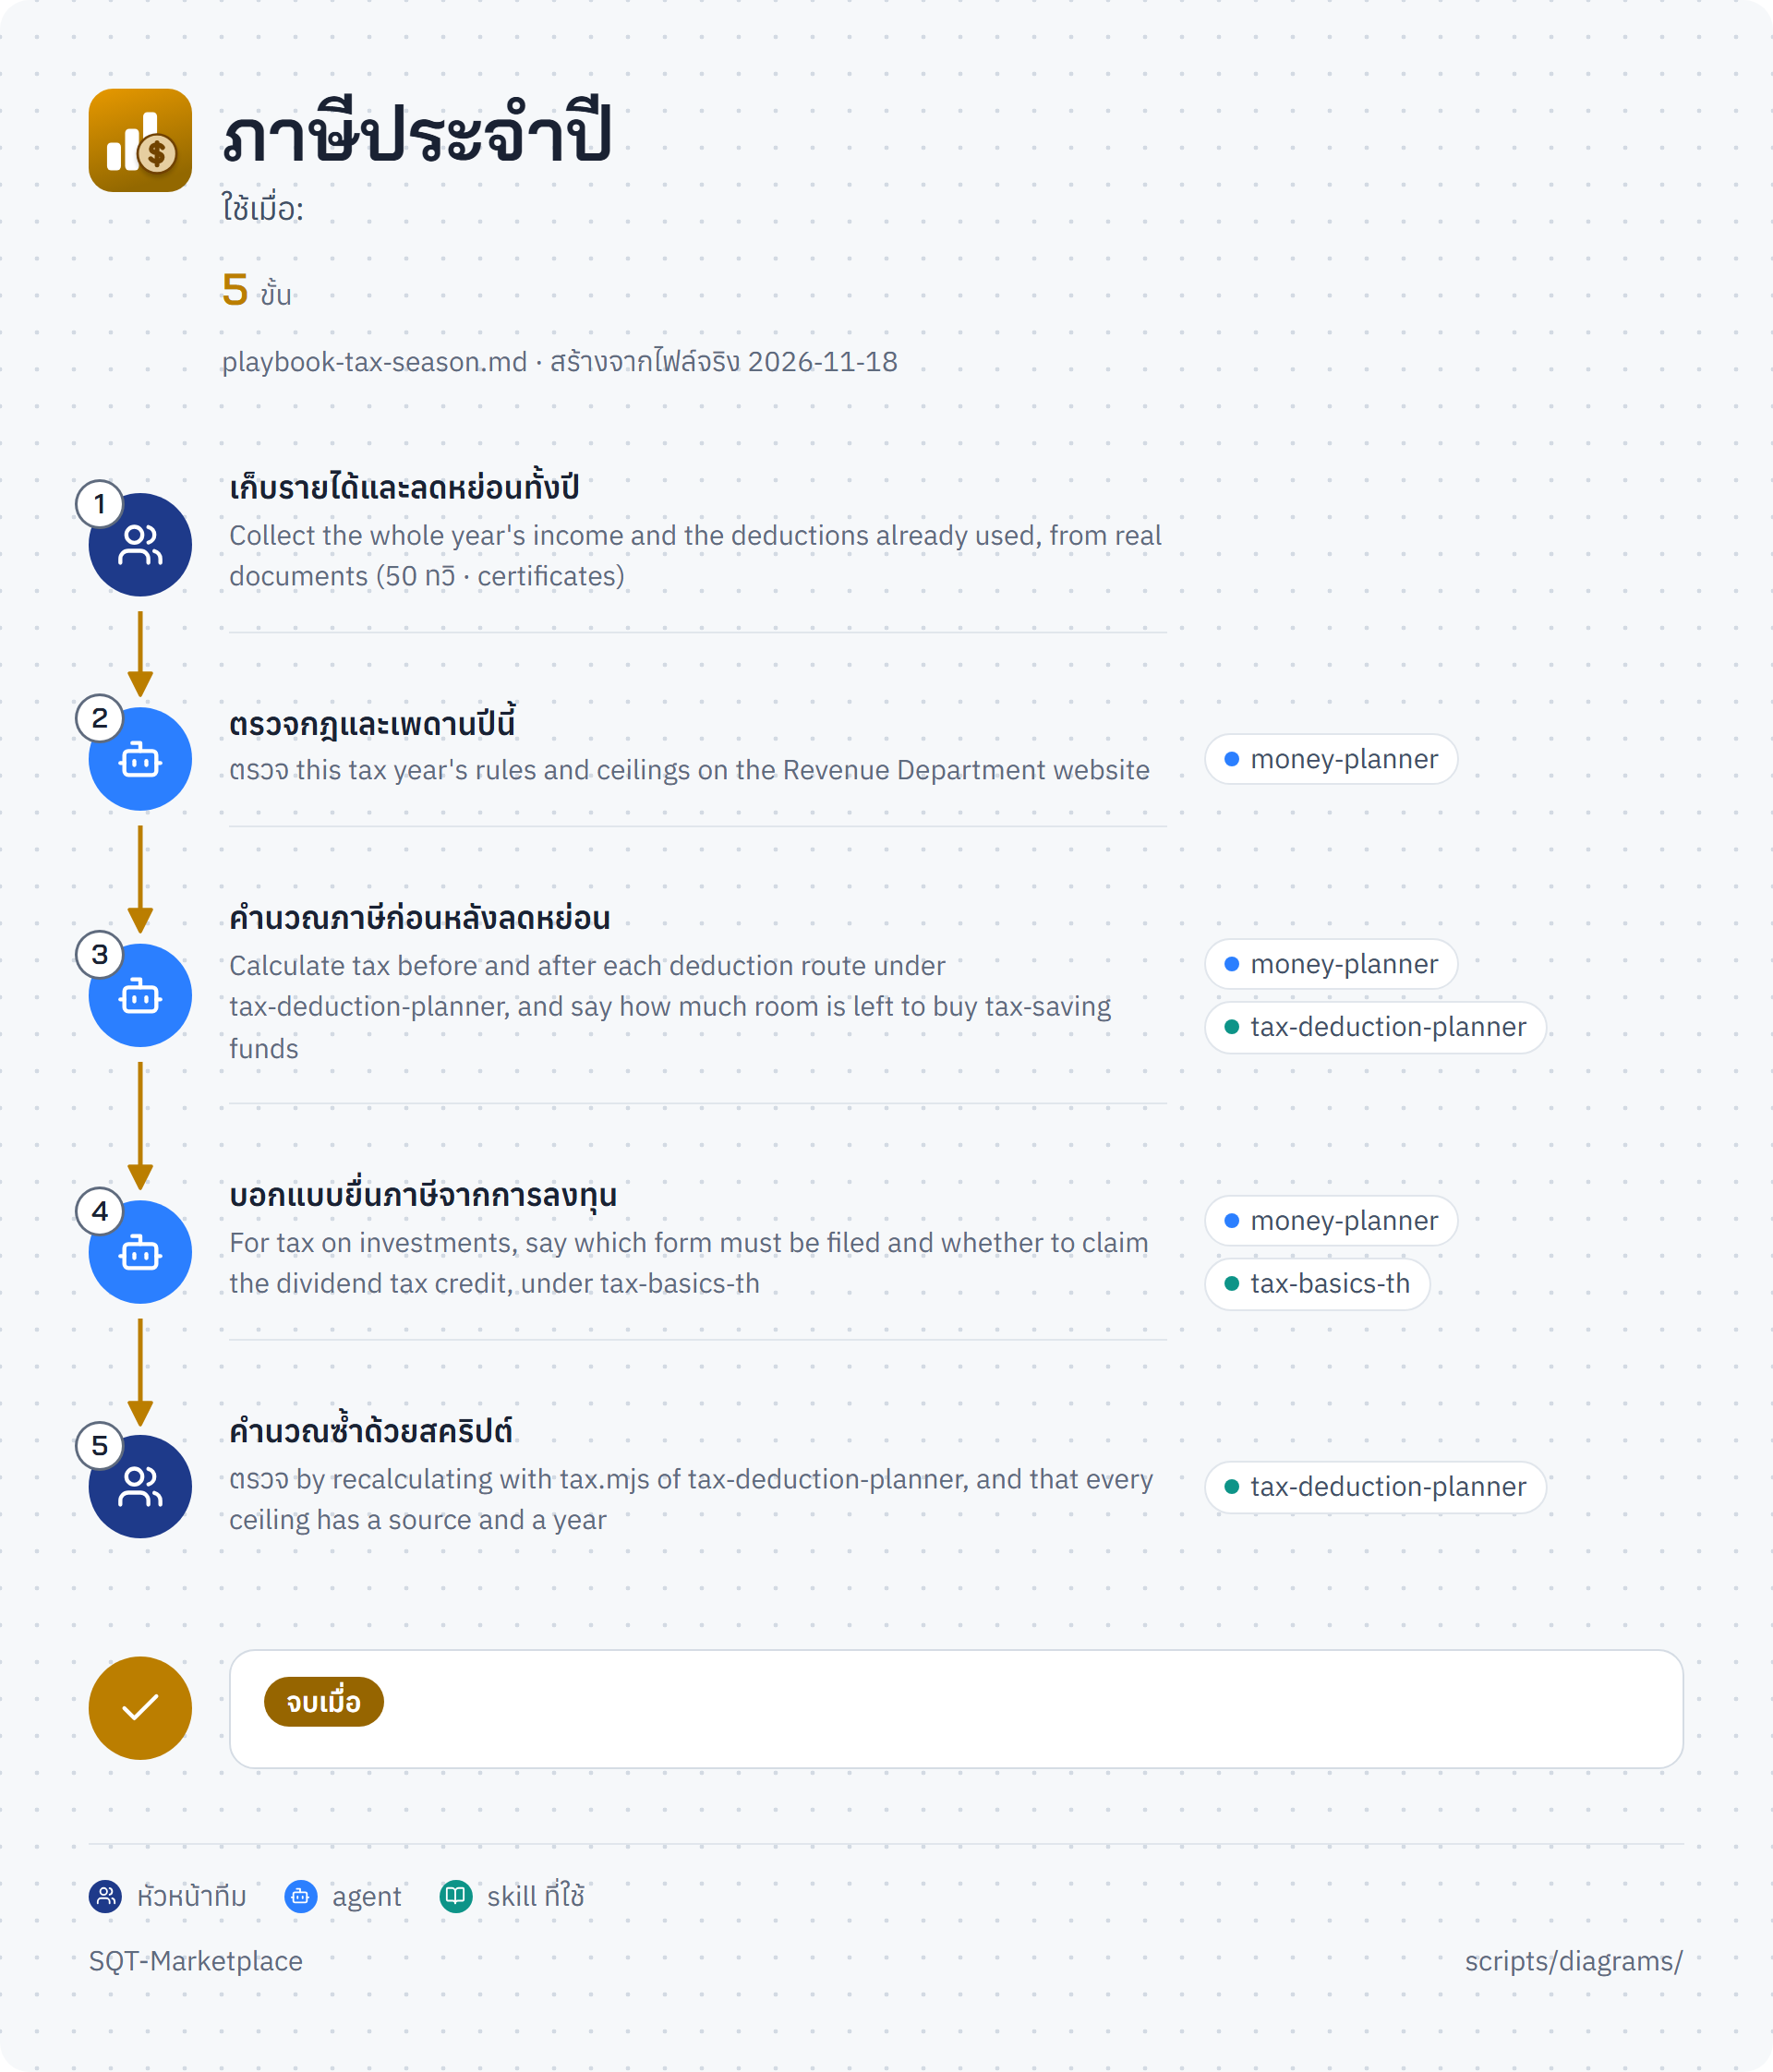 $
ภาษีประจำปี
ใช้เมื่อ:
5 ขั้น
playbook-tax-season.md · สร้างจากไฟล์จริง 2026-11-18
1
เก็บรายได้และลดหย่อนทั้งปี
Collect the whole year's income and the deductions already used, from real
documents (50 ทวิ · certificates)
2
ตรวจกฎและเพดานปีนี้
ตรวจ this tax year's rules and ceilings on the Revenue Department website
money-planner
3
คำนวณภาษีก่อนหลังลดหย่อน
Calculate tax before and after each deduction route under
tax-deduction-planner, and say how much room is left to buy tax-saving
funds
money-planner
tax-deduction-planner
4
บอกแบบยื่นภาษีจากการลงทุน
For tax on investments, say which form must be filed and whether to claim
the dividend tax credit, under tax-basics-th
money-planner
tax-basics-th
5
คำนวณซ้ำด้วยสคริปต์
ตรวจ by recalculating with tax.mjs of tax-deduction-planner, and that every
ceiling has a source and a year
tax-deduction-planner
จบเมื่อ
หัวหน้าทีม agent skill ที่ใช้
SQT-Marketplace scripts/diagrams/